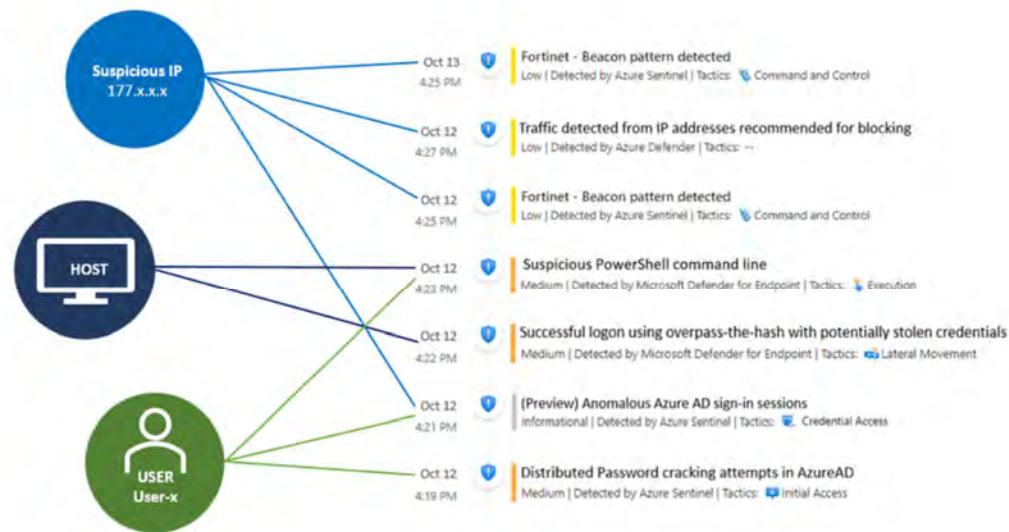 Suspicious IP
177.x.x.x
HOST
USER
User-x
Oct 13
4:25 PM
Fortinet - Beacon pattern detected
Low | Detected by Azure Sentinel | Tactics: Command and Control
Oct 12
4:27 PM
Traffic detected from IP addresses recommended for blocking
Low | Detected by Azure Defender | Tactics: --
Oct 12
4:25 PM
Fortinet - Beacon pattern detected
Low | Detected by Azure Sentinel | Tactics: Command and Control
Oct 12
4:23 PM
Suspicious PowerShell command line
Medium | Detected by Microsoft Defender for Endpoint | Tactics: Execution
Oct 12
4:22 PM
Successful logon using overpass-the-hash with potentially stolen credentials
Medium | Detected by Microsoft Defender for Endpoint | Tactics: Lateral Movement
Oct 12
4:21 PM
(Preview) Anomalous Azure AD sign-in sessions
Informational | Detected by Azure Sentinel | Tactics: Credential Access
Oct 12
4:19 PM
Distributed Password cracking attempts in AzureAD
Medium | Detected by Azure Sentinel | Tactics: Initial Access